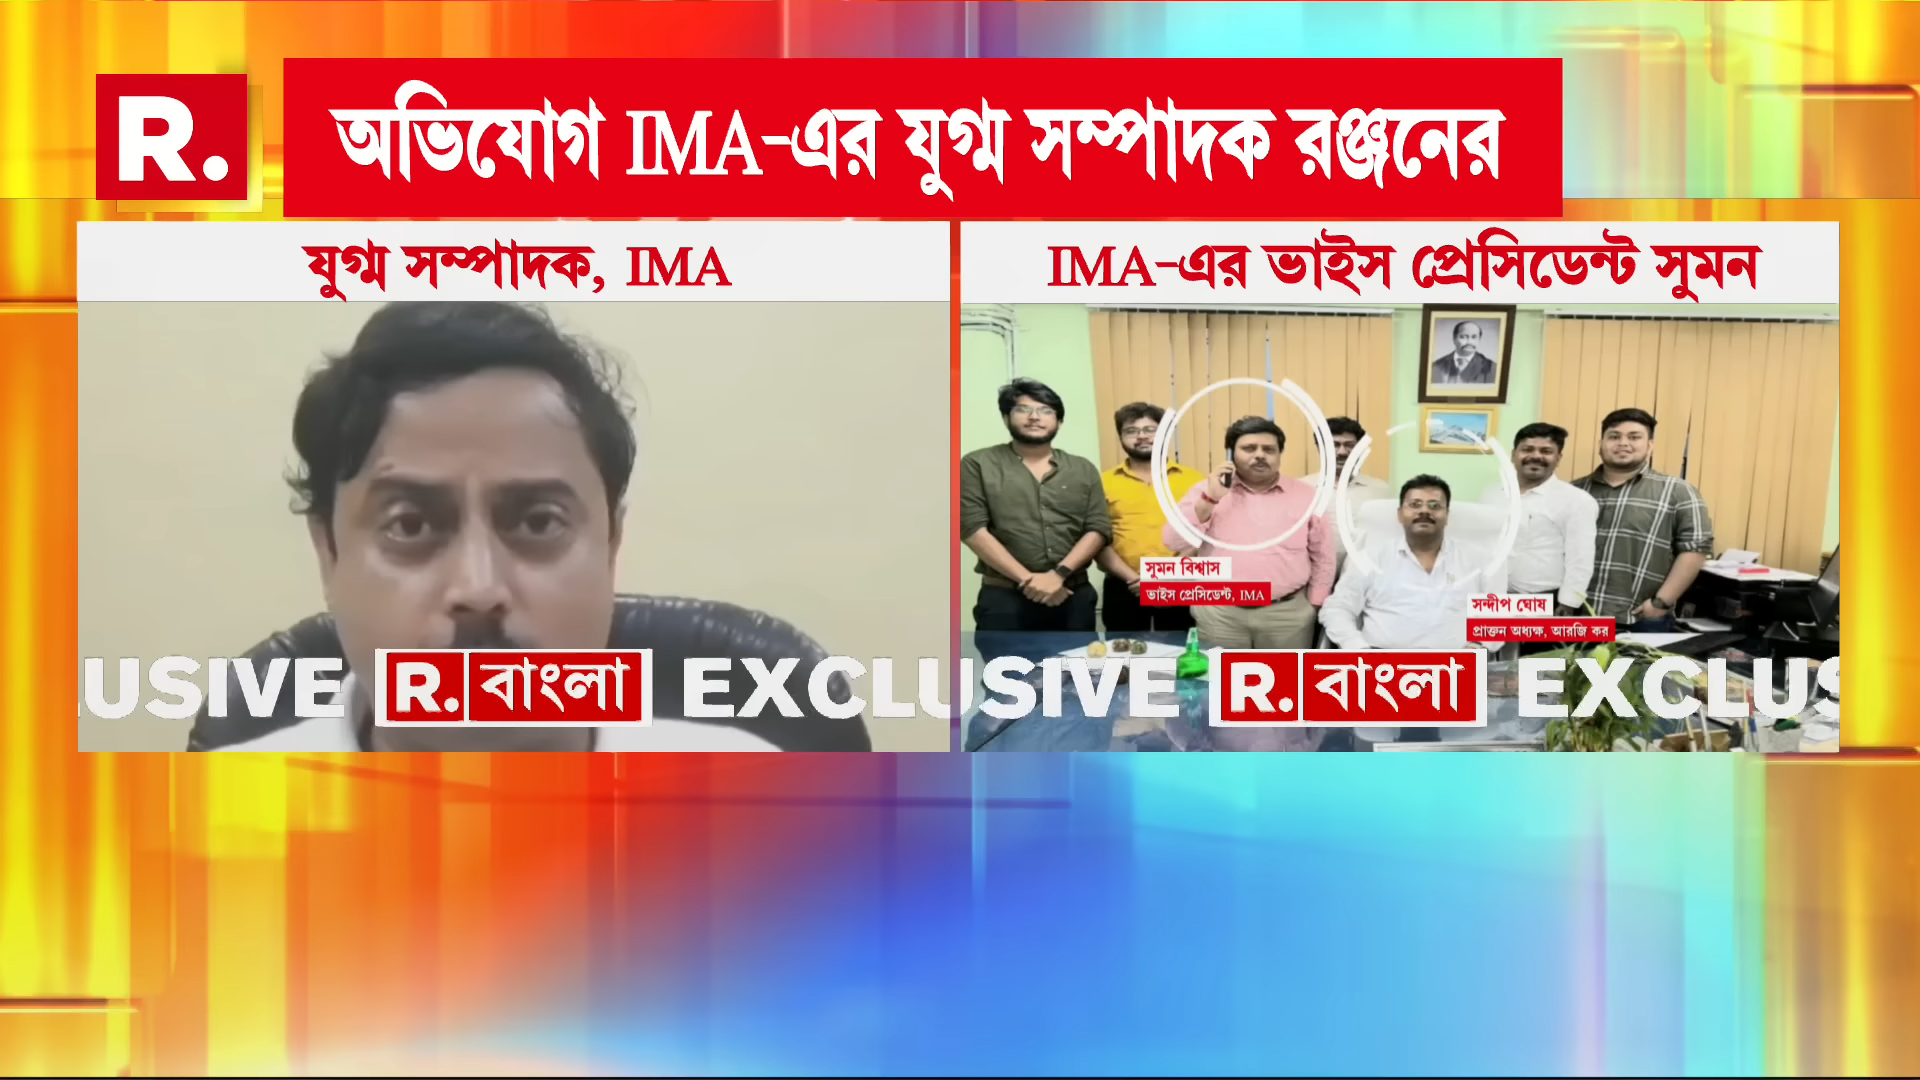 R. অভিযোগ IMA-এর যুগ্ম সম্পাদক রঞ্জনের
যুগ্ম সম্পাদক, IMA
IMA-এর ভাইস প্রেসিডেন্ট সুমন
সুমন বিশ্বাস
ভাইস প্রেসিডেন্ট, IMA
সন্দীপ ঘোষ
প্রাক্তন অধ্যক্ষ, আরজি কর
LUSIVE R. বাংলা EXCLUSIVE R. বাংলা EXCLUS